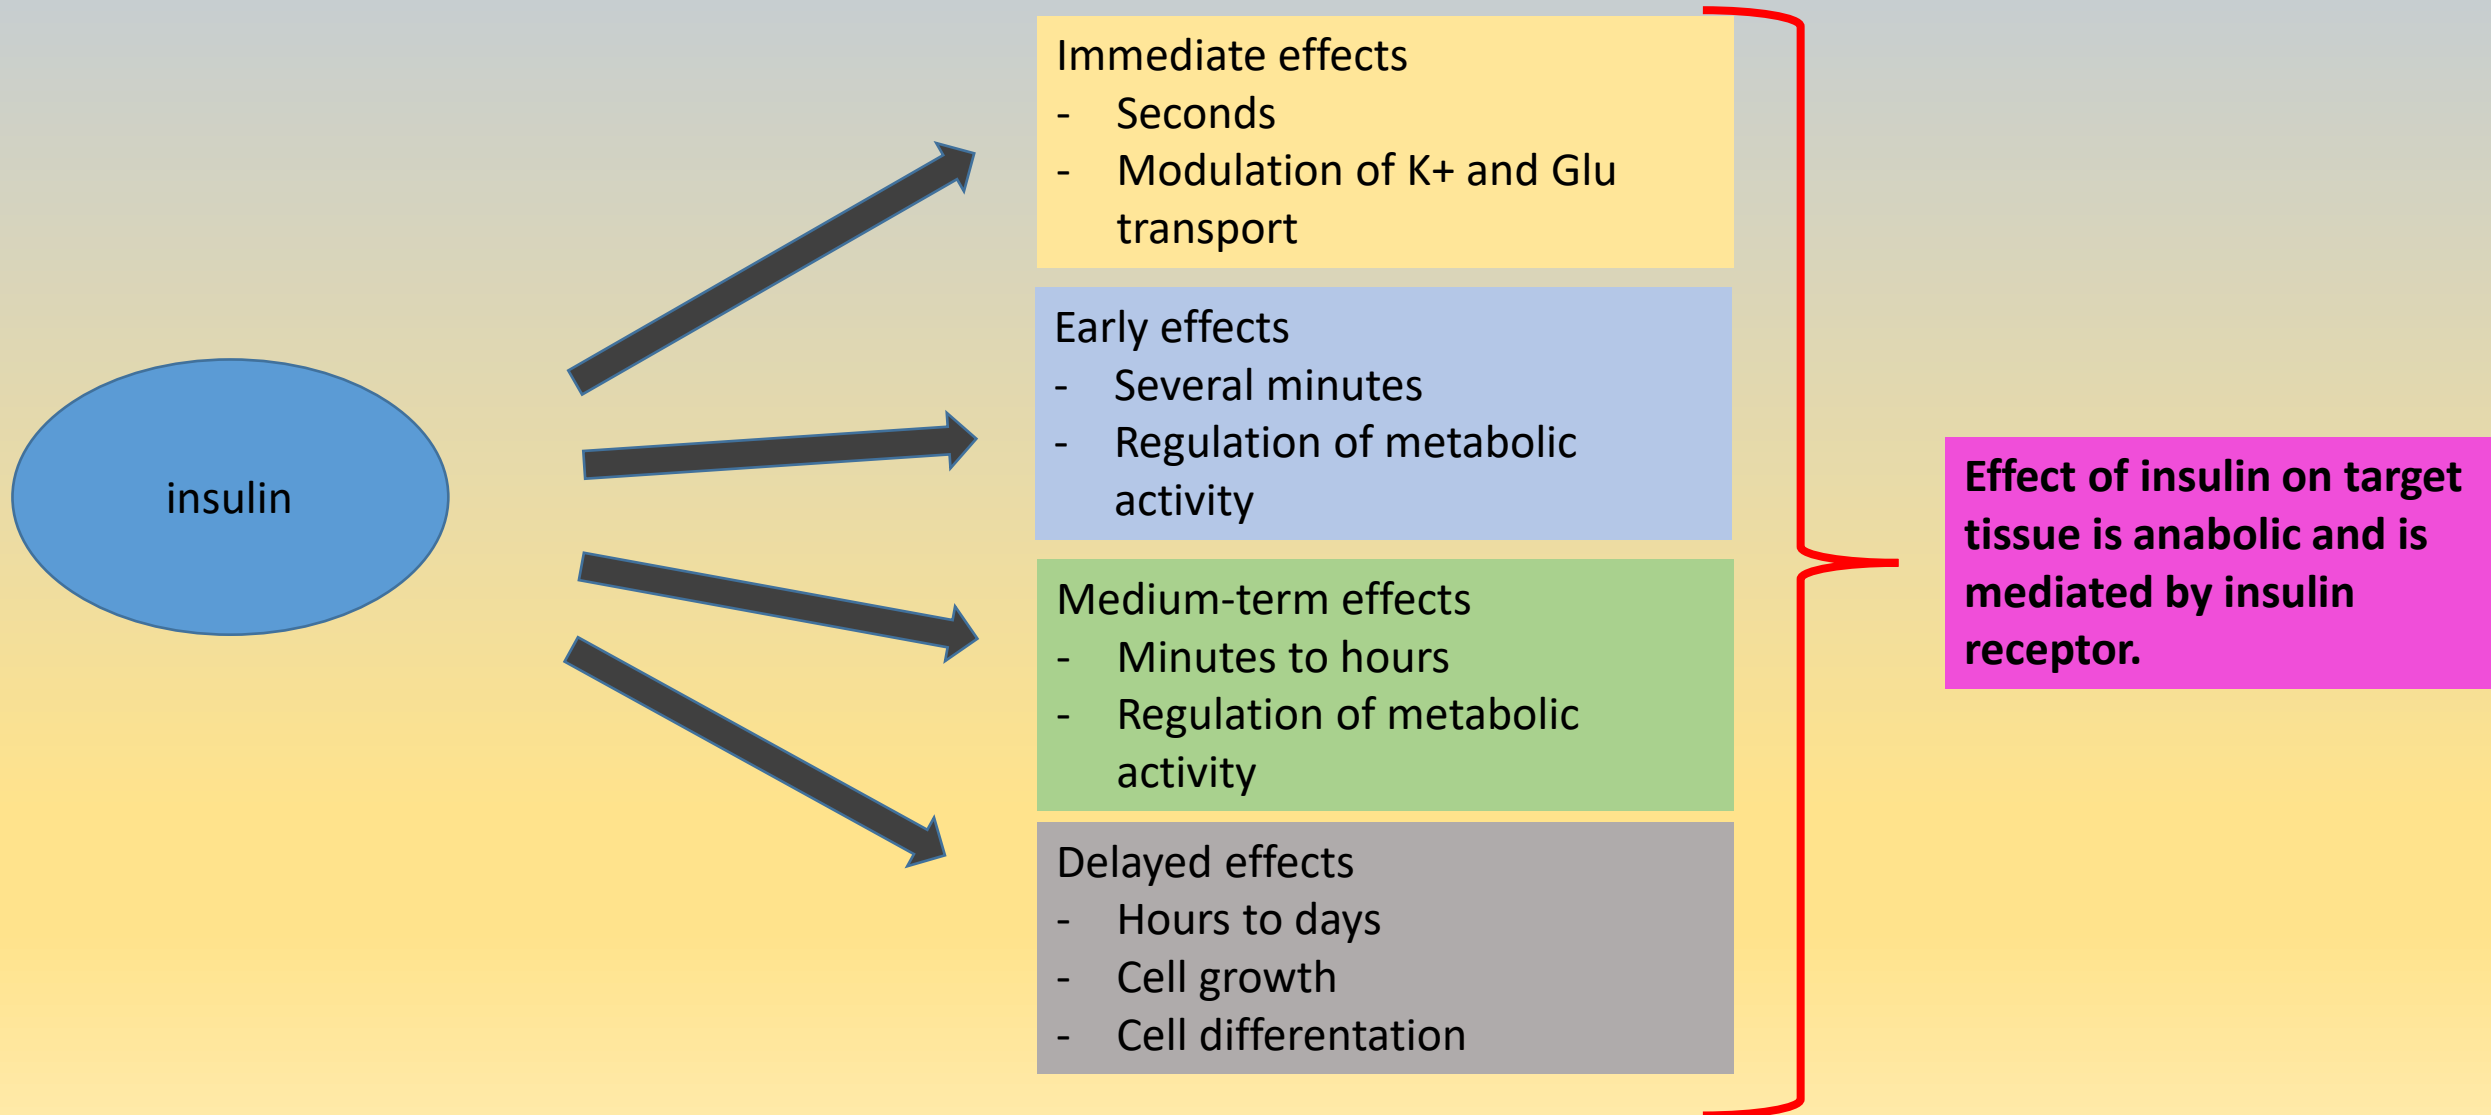 Immediate effects
- Seconds
- Modulation of K+ and Glu
transport
Early effects
- Several minutes
- Regulation of metabolic
activity
insulin
Medium-term effects
- Minutes to hours
- Regulation of metabolic
activity
Delayed effects
- Hours to days
- Cell growth
- Cell differentation
Effect of insulin on target
tissue is anabolic and is
mediated by insulin
receptor.